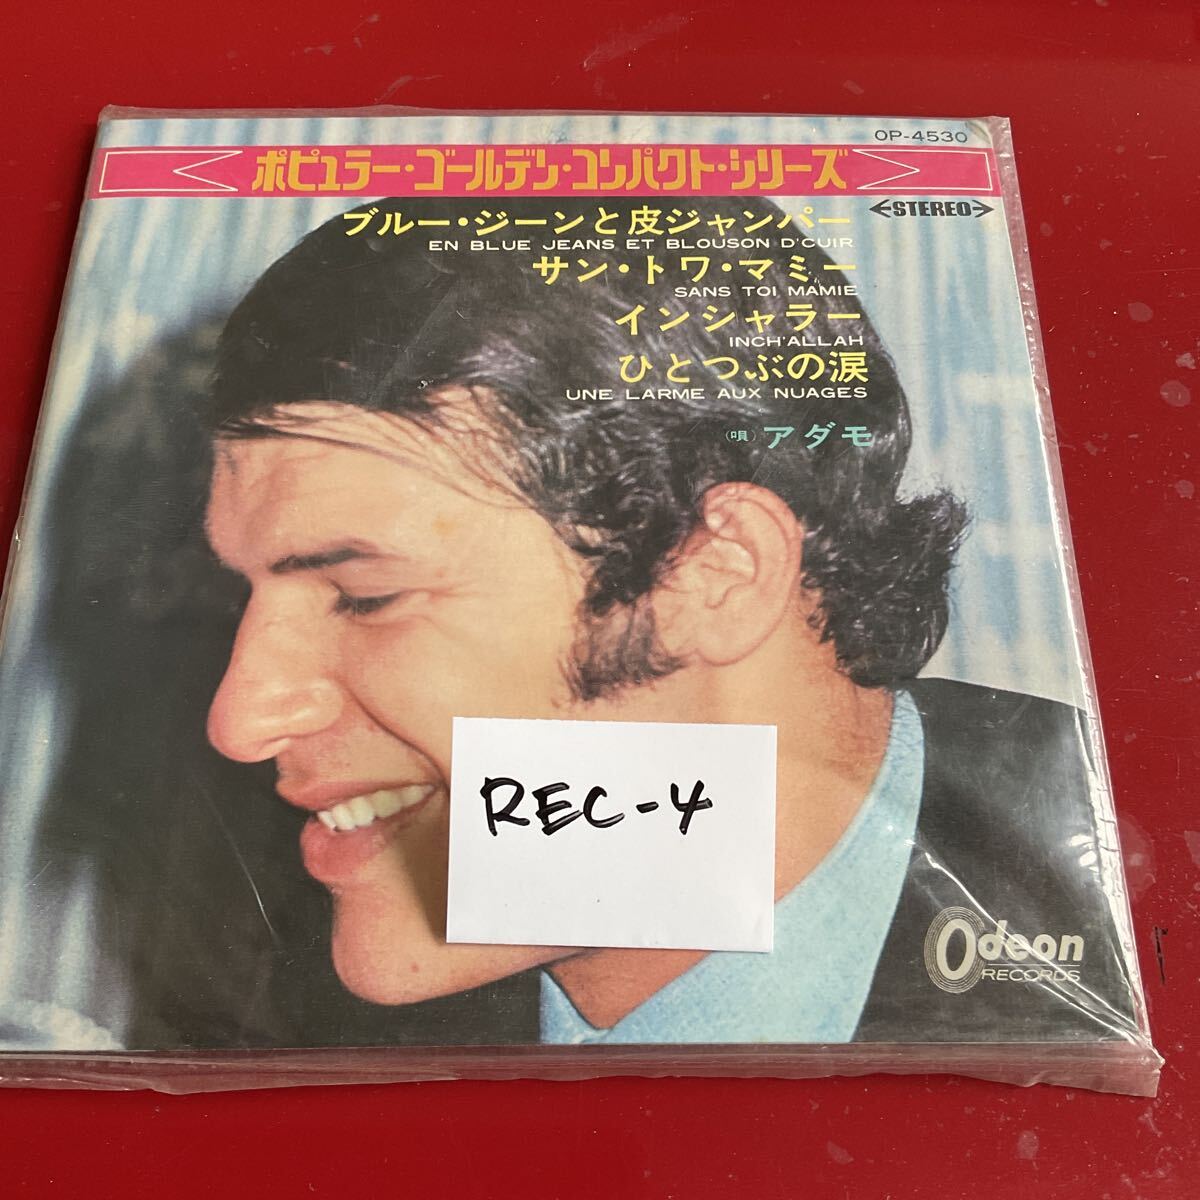 OP-4530
ポピュラー・ゴールデン・コンパクト・シリーズ
STEREO
ブルー・ジーンと皮ジャンパー
EN BLUE JEANS ET BLOUSON D'CUIR
サン・トワ・マミー
SANS TOI MAMIE
インシャラー
INCH'ALLAH
ひとつぶの涙
UNE LARME AUX NUAGES
(唄)アダモ
REC-4
Odeon
RECORDS